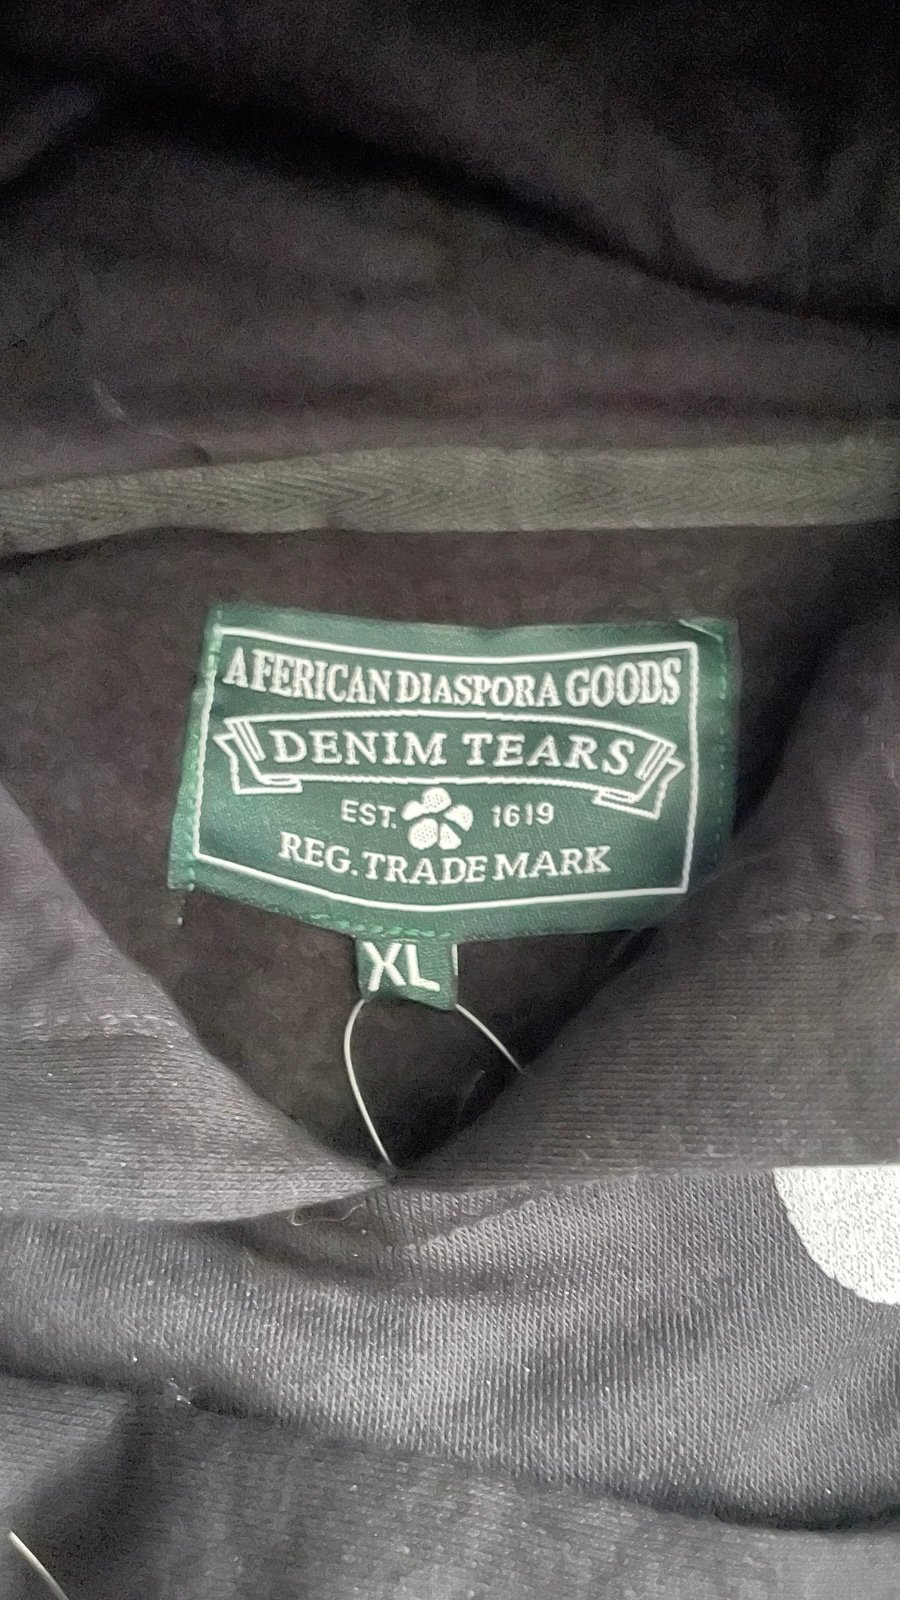 AFERICAN DIASPORA GOODS
DENIM TEARS
EST. 1619
REG. TRADE MARK
XL